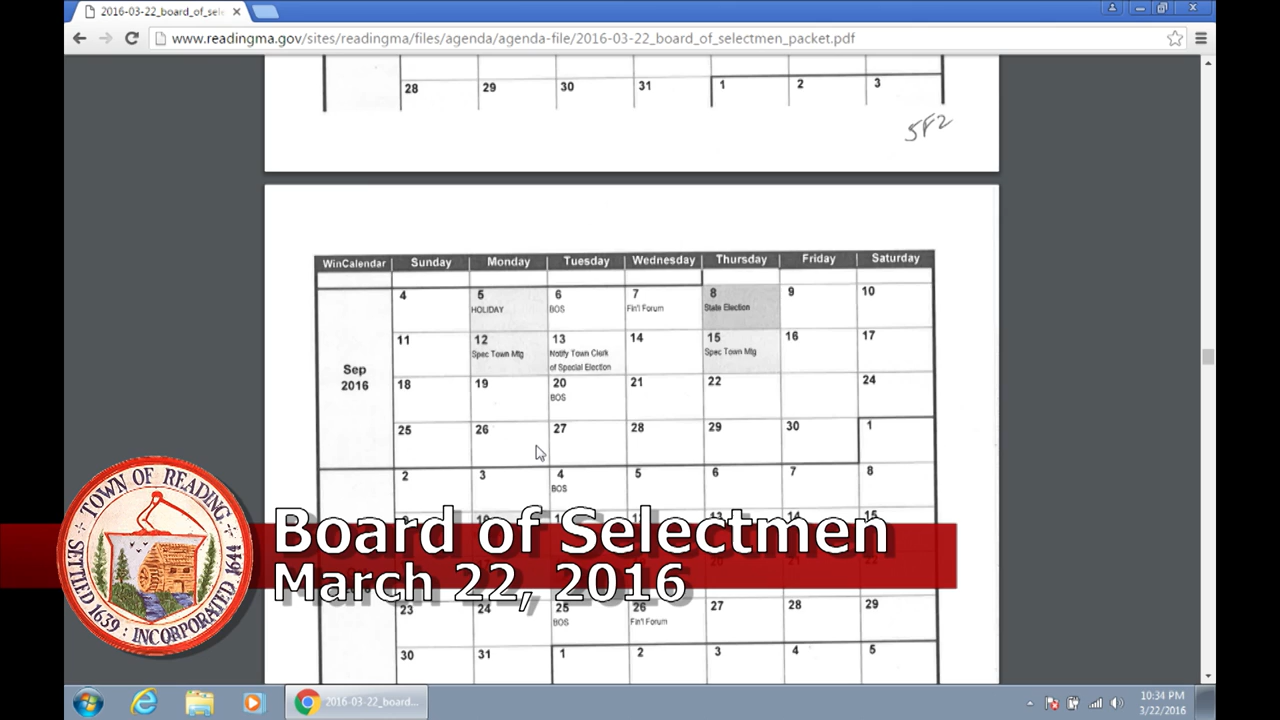 2016-03-22_board_of_sel
www.readingma.gov/sites/readingma/files/agenda/agenda-file/2016-03-22_board_of_selectmen_packet.pdf
28 29 30 31 1 2 3
5F2
WinCalendar Sunday Monday Tuesday Wednesday Thursday Friday Saturday
Sep
2016
4 5 6 7 8 9 10
HOLIDAY BOS Fin'l Forum State Election
11 12 13 14 15 16 17
Spec Town Mtg Notify Town Clerk Spec Town Mtg
of Special Election
18 19 20 21 22 24
BOS
25 26 27 28 29 30 1
2 3 4 5 6 7 8
BOS
Board of Selectmen
March 22, 2016
23 24 25 26 27 28 29
BOS Fin'l Forum
30 31 1 2 3 4 5
TOWN OF READING
SETTLED 1639 : INCORPORATED 1644
2016-03-22_board...
10:34 PM
3/22/2016